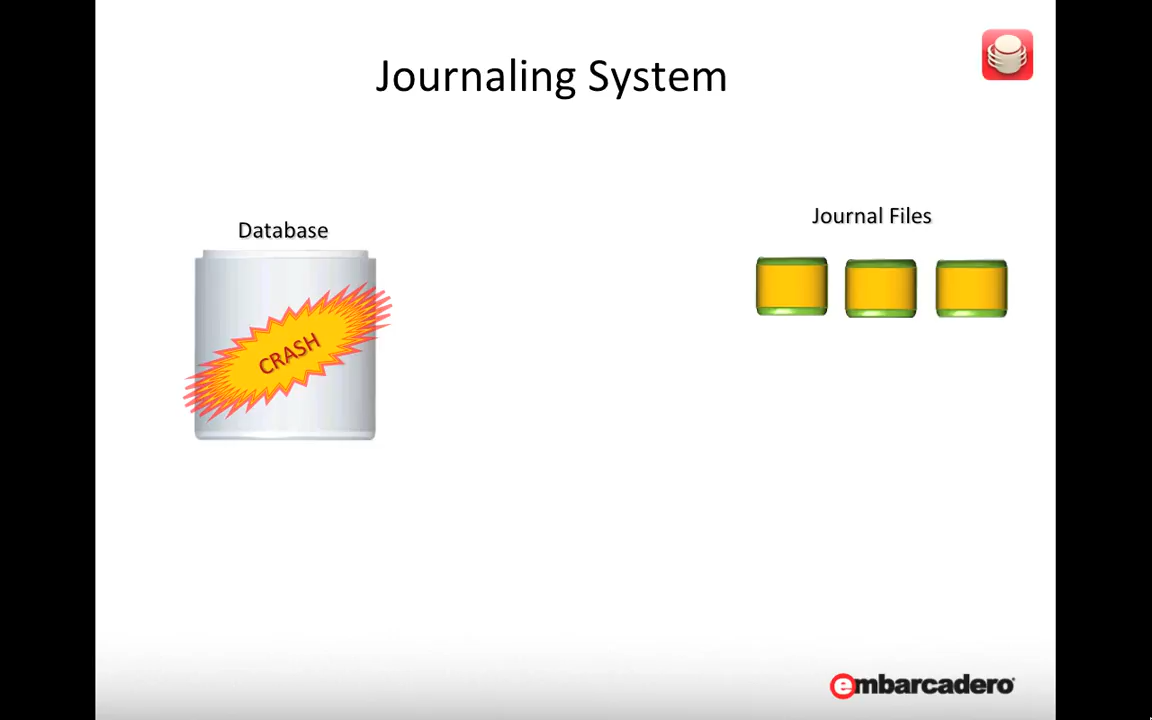 Journaling System
Database
Journal Files
CRASH
embarcadero